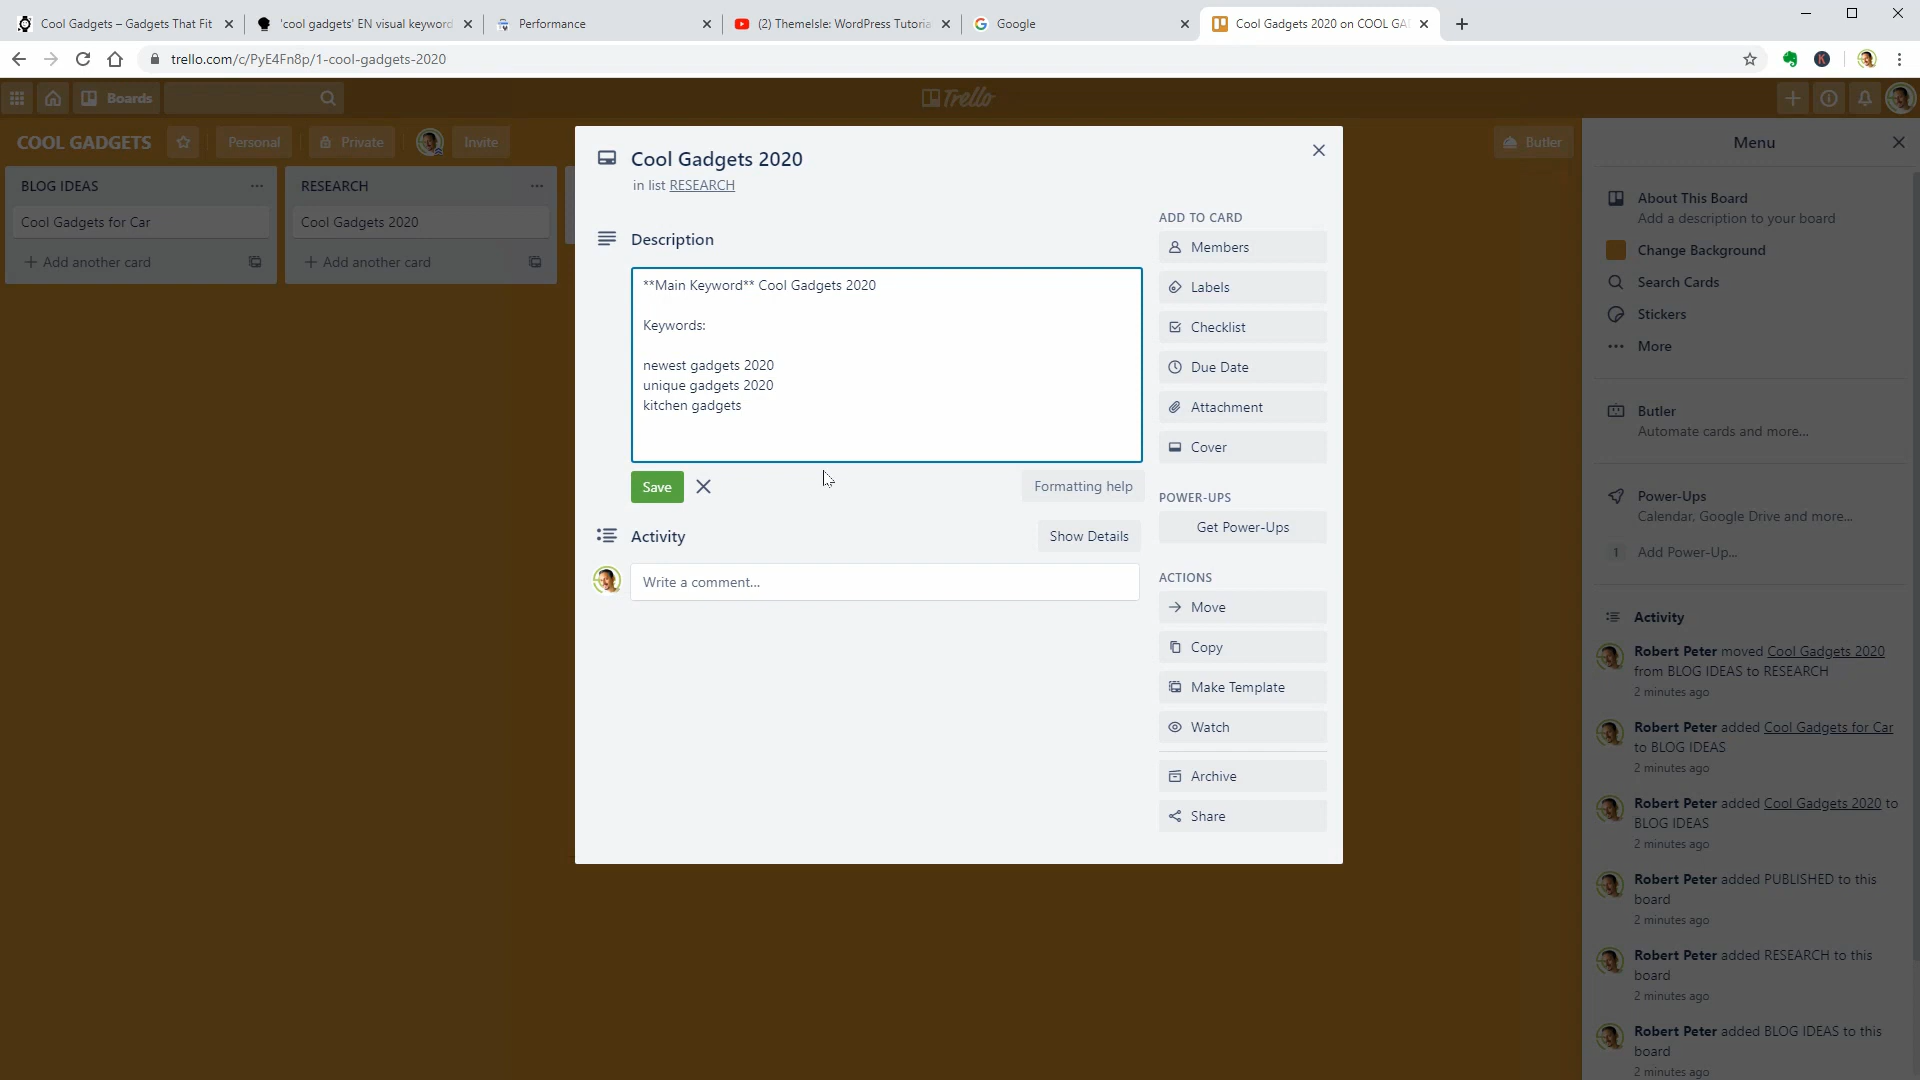 Cool Gadgets – Gadgets That Fit
'cool gadgets' EN visual keyword
Performance
(2) ThemeIsle: WordPress Tutoria
Google
Cool Gadgets 2020 on COOL GA
trello.com/c/PyE4Fn8p/1-cool-gadgets-2020
Boards
Trello
COOL GADGETS
Personal
Private
Invite
Butler
BLOG IDEAS
Cool Gadgets for Car
+ Add another card
RESEARCH
Cool Gadgets 2020
+ Add another card
Cool Gadgets 2020
in list RESEARCH
Description
**Main Keyword** Cool Gadgets 2020
Keywords:
newest gadgets 2020
unique gadgets 2020
kitchen gadgets
Save
Formatting help
Activity
Show Details
Write a comment...
ADD TO CARD
Members
Labels
Checklist
Due Date
Attachment
Cover
POWER-UPS
Get Power-Ups
ACTIONS
Move
Copy
Make Template
Watch
Archive
Share
Menu
About This Board
Add a description to your board
Change Background
Search Cards
Stickers
More
Butler
Automate cards and more...
Power-Ups
Calendar, Google Drive and more...
1 Add Power-Up...
Activity
Robert Peter moved Cool Gadgets 2020
from BLOG IDEAS to RESEARCH
2 minutes ago
Robert Peter added Cool Gadgets for Car
to BLOG IDEAS
2 minutes ago
Robert Peter added Cool Gadgets 2020 to
BLOG IDEAS
2 minutes ago
Robert Peter added PUBLISHED to this
board
2 minutes ago
Robert Peter added RESEARCH to this
board
2 minutes ago
Robert Peter added BLOG IDEAS to this
board
2 minutes ago